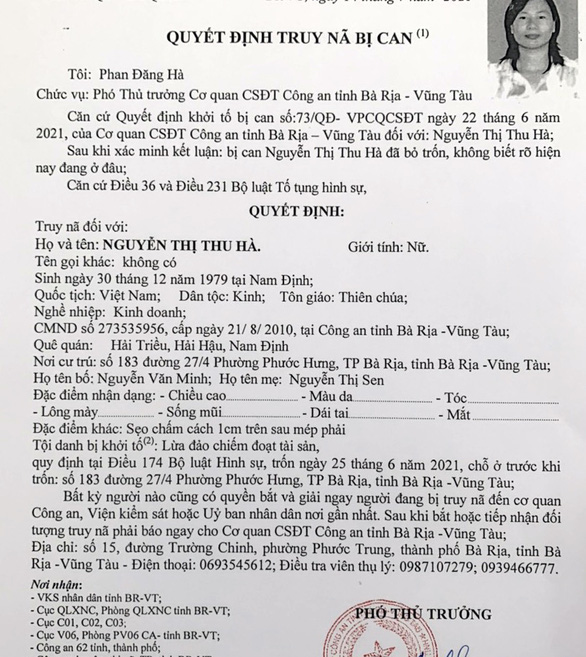 QUYẾT ĐỊNH TRUY NÃ BỊ CAN (1)
Tôi: Phan Đăng Hà
Chức vụ: Phó Thủ trưởng Cơ quan CSĐT Công an tỉnh Bà Rịa - Vũng Tàu
Căn cứ Quyết định khởi tố bị can số:73/QĐ- VPCQCSĐT ngày 22 tháng 6 năm
2021, của Cơ quan CSĐT Công an tỉnh Bà Rịa – Vũng Tàu đối với: Nguyễn Thị Thu Hà;
Sau khi xác minh kết luận: bị can Nguyễn Thị Thu Hà đã bỏ trốn, không biết rõ hiện
nay đang ở đâu;
Căn cứ Điều 36 và Điều 231 Bộ luật Tố tụng hình sự,
QUYẾT ĐỊNH:
Truy nã đối với:
Họ và tên: NGUYỄN THỊ THU HÀ. Giới tính: Nữ.
Tên gọi khác: không có
Sinh ngày 30 tháng 12 năm 1979 tại Nam Định;
Quốc tịch: Việt Nam; Dân tộc: Kinh; Tôn giáo: Thiên chúa;
Nghề nghiệp: Kinh doanh;
CMND số 273535956, cấp ngày 21/ 8/ 2010, tại Công an tỉnh Bà Rịa -Vũng Tàu;
Quê quán: Hải Triều, Hải Hậu, Nam Định
Nơi cư trú: số 183 đường 27/4 Phường Phước Hưng, TP Bà Rịa, tỉnh Bà Rịa -Vũng Tàu;
Họ tên bố: Nguyễn Văn Minh; Họ tên mẹ: Nguyễn Thị Sen
Đặc điểm nhận dạng: - Chiều cao - Màu da - Tóc
- Lông mày - Sống mũi - Dái tai - Mắt
Đặc điểm khác: Sẹo chấm cách 1cm trên sau mép phải
Tội danh bị khởi tố(2): Lừa đảo chiếm đoạt tài sản,
quy định tại Điều 174 Bộ luật Hình sự, trốn ngày 25 tháng 6 năm 2021, chỗ ở trước khi
trốn: số 183 đường 27/4 Phường Phước Hưng, TP Bà Rịa, tỉnh Bà Rịa -Vũng Tàu;
Bất kỳ người nào cũng có quyền bắt và giải ngay người đang bị truy nã đến cơ quan
Công an, Viện kiểm sát hoặc Uỷ ban nhân dân nơi gần nhất. Sau khi bắt hoặc tiếp nhận đối
tượng truy nã phải báo ngay cho Cơ quan CSĐT Công an tỉnh Bà Rịa -Vũng Tàu;
Địa chỉ: số 15, đường Trường Chinh, phường Phước Trung, thành phố Bà Rịa, tỉnh Bà
Rịa -Vũng Tàu - Điện thoại: 0693545612; Điều tra viên thụ lý: 0987107279; 0939466777.
Nơi nhận:
- VKS nhân dân tỉnh BR-VT;
- Cục QLXNC, Phòng QLXNC tỉnh BR-VT;
- Cục C01, C02, C03;
- Cục V06, Phòng PV06 CA- tỉnh BR-VT;
- Công an 62 tỉnh, thành phố;
PHÓ THỦ TRƯỞNG